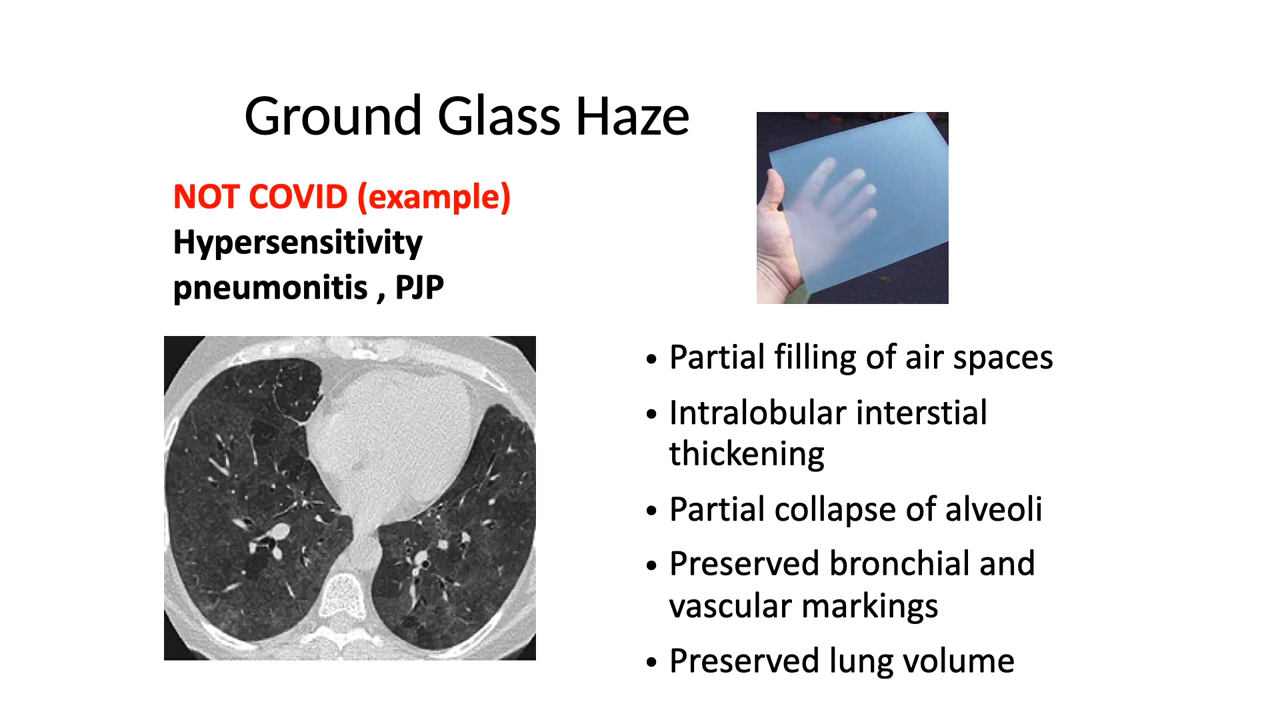 Ground Glass Haze
NOT COVID (example)
Hypersensitivity
pneumonitis , PJP
• Partial filling of air spaces
• Intralobular interstial
thickening
• Partial collapse of alveoli
• Preserved bronchial and
vascular markings
• Preserved lung volume